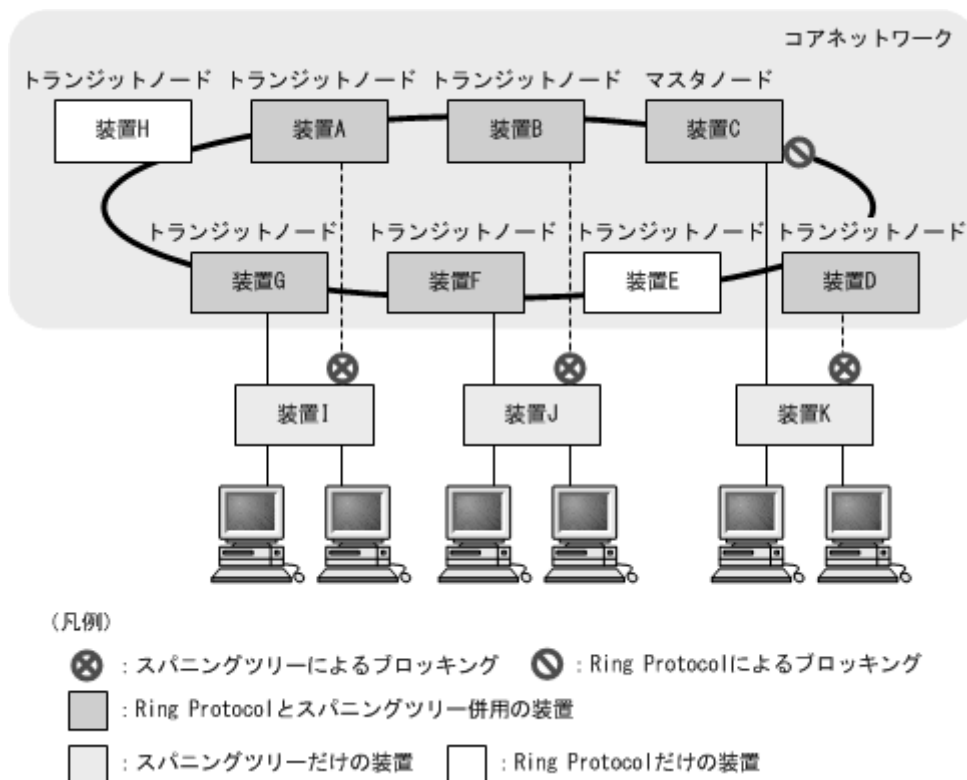 コアネットワーク
トランジットノード トランジットノード トランジットノード マスタノード
装置H 装置A 装置B 装置C
トランジットノード トランジットノード トランジットノード トランジットノード
装置G 装置F 装置E 装置D
装置I 装置J 装置K
(凡例)
：スパニングツリーによるブロッキング ：Ring Protocolによるブロッキング
：Ring Protocolとスパニングツリー併用の装置
：スパニングツリーだけの装置 ：Ring Protocolだけの装置